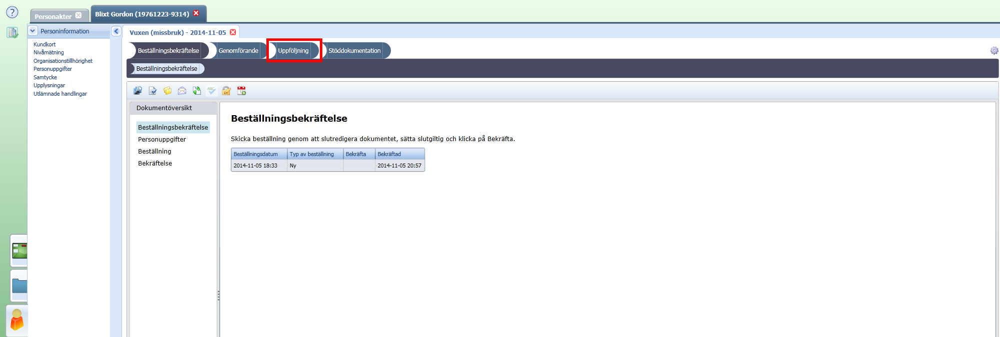 Personakter
Blixt Gordon (19761223-9314)
Personinformation
Kundkort
Nivåmätning
Organisationstillhörighet
Personuppgifter
Samtycke
Upplysningar
Utlämnade handlingar
Vuxen (missbruk) - 2014-11-05
Beställningsbekräftelse Genomförande Uppföljning Stöddokumentation
Beställningsbekräftelse
Dokumentöversikt
Beställningsbekräftelse
Personuppgifter
Beställning
Bekräftelse
Beställningsbekräftelse
Skicka beställning genom att slutredigera dokumentet, sätta slutgiltig och klicka på Bekräfta.
Beställningsdatum Typ av beställning Bekräfta Bekräftad
2014-11-05 18:33 Ny 2014-11-05 20:57